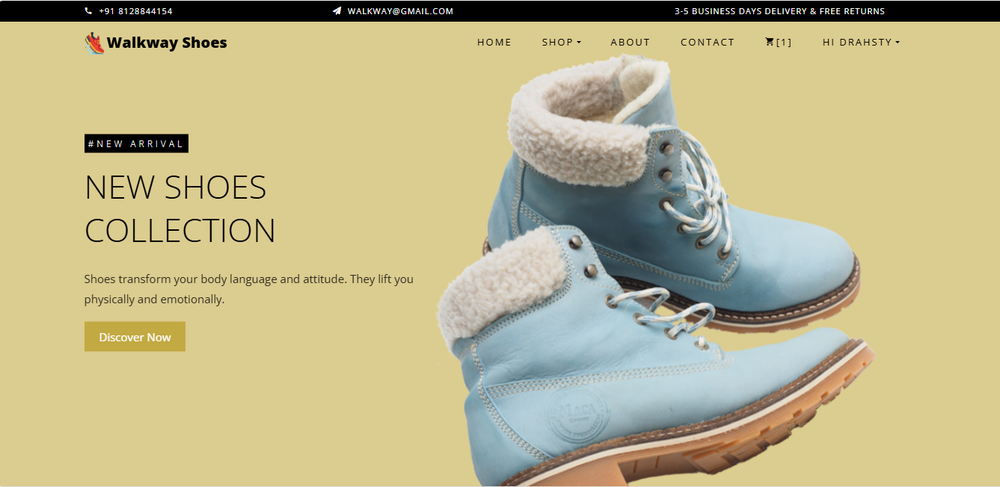 +91 8128844154 WALKWAY@GMAIL.COM 3-5 BUSINESS DAYS DELIVERY & FREE RETURNS
Walkway Shoes HOME SHOP ABOUT CONTACT [1] HI DRAHSTY
#NEW ARRIVAL
NEW SHOES
COLLECTION
Shoes transform your body language and attitude. They lift you
physically and emotionally.
Discover Now
MACA